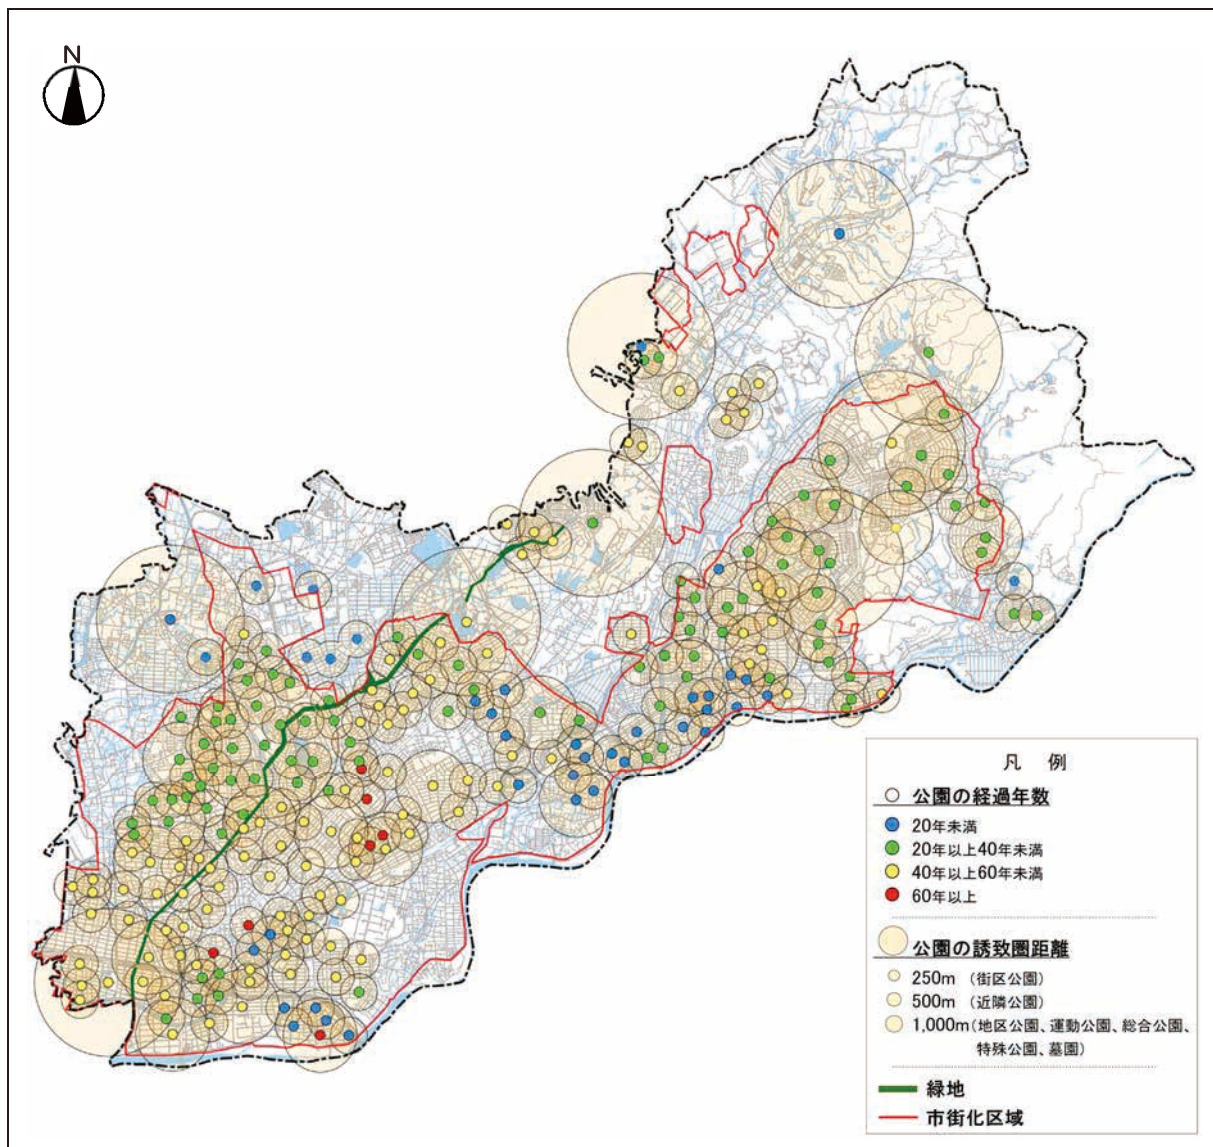 N
凡 例
公園の経過年数
20年未満
20年以上40年未満
40年以上60年未満
60年以上
公園の誘致圏距離
250m （街区公園）
500m （近隣公園）
1,000m（地区公園、運動公園、総合公園、
特殊公園、墓園）
緑地
市街化区域